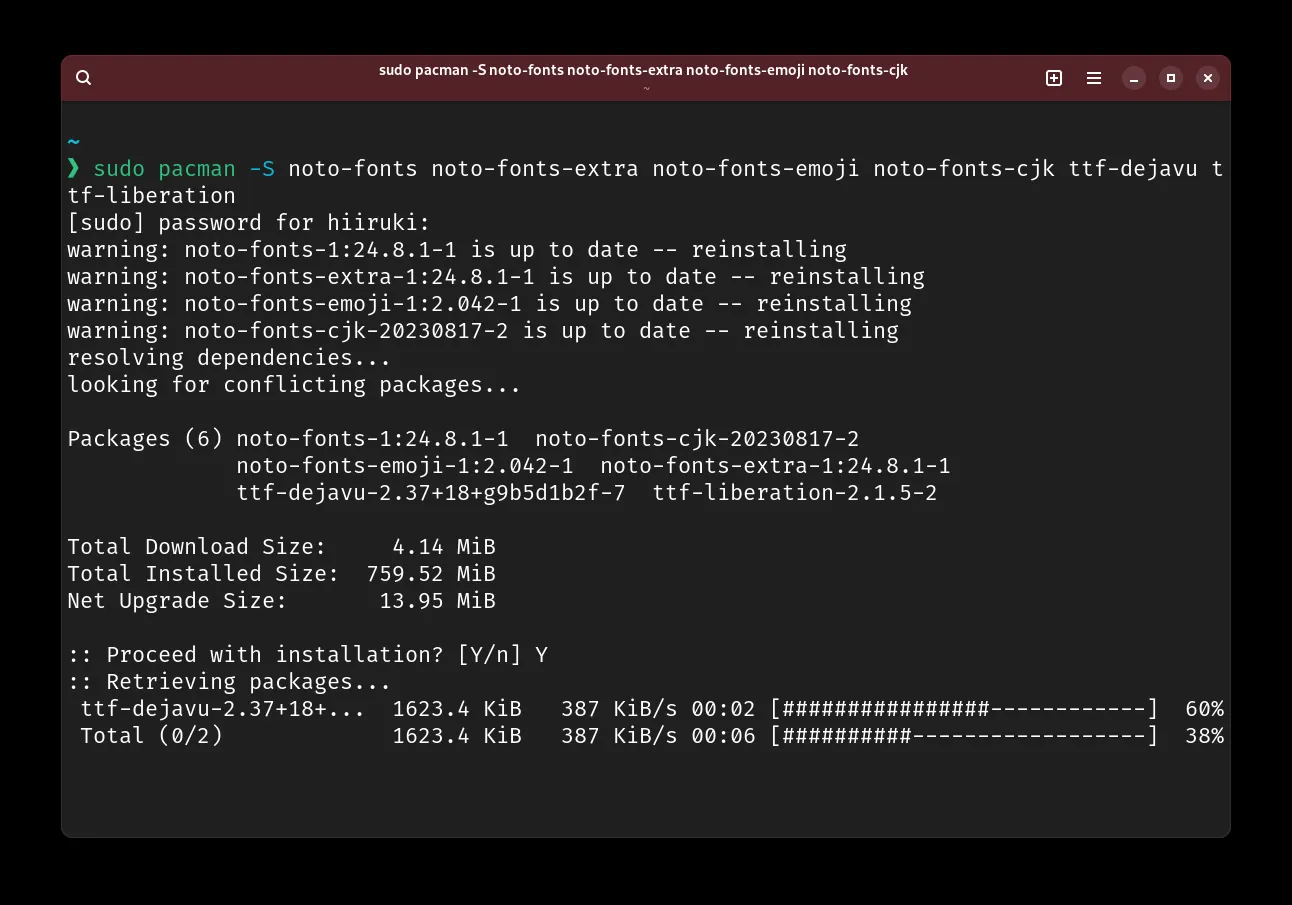 sudo pacman -S noto-fonts noto-fonts-extra noto-fonts-emoji noto-fonts-cjk
~
~
❯ sudo pacman -S noto-fonts noto-fonts-extra noto-fonts-emoji noto-fonts-cjk ttf-dejavu t
tf-liberation
[sudo] password for hiiruki:
warning: noto-fonts-1:24.8.1-1 is up to date -- reinstalling
warning: noto-fonts-extra-1:24.8.1-1 is up to date -- reinstalling
warning: noto-fonts-emoji-1:2.042-1 is up to date -- reinstalling
warning: noto-fonts-cjk-20230817-2 is up to date -- reinstalling
resolving dependencies...
looking for conflicting packages...
Packages (6) noto-fonts-1:24.8.1-1  noto-fonts-cjk-20230817-2
noto-fonts-emoji-1:2.042-1  noto-fonts-extra-1:24.8.1-1
ttf-dejavu-2.37+18+g9b5d1b2f-7  ttf-liberation-2.1.5-2
Total Download Size:     4.14 MiB
Total Installed Size:  759.52 MiB
Net Upgrade Size:       13.95 MiB
:: Proceed with installation? [Y/n] Y
:: Retrieving packages...
ttf-dejavu-2.37+18+...  1623.4 KiB   387 KiB/s 00:02 [################------------]  60%
Total (0/2)             1623.4 KiB   387 KiB/s 00:06 [##########------------------]  38%